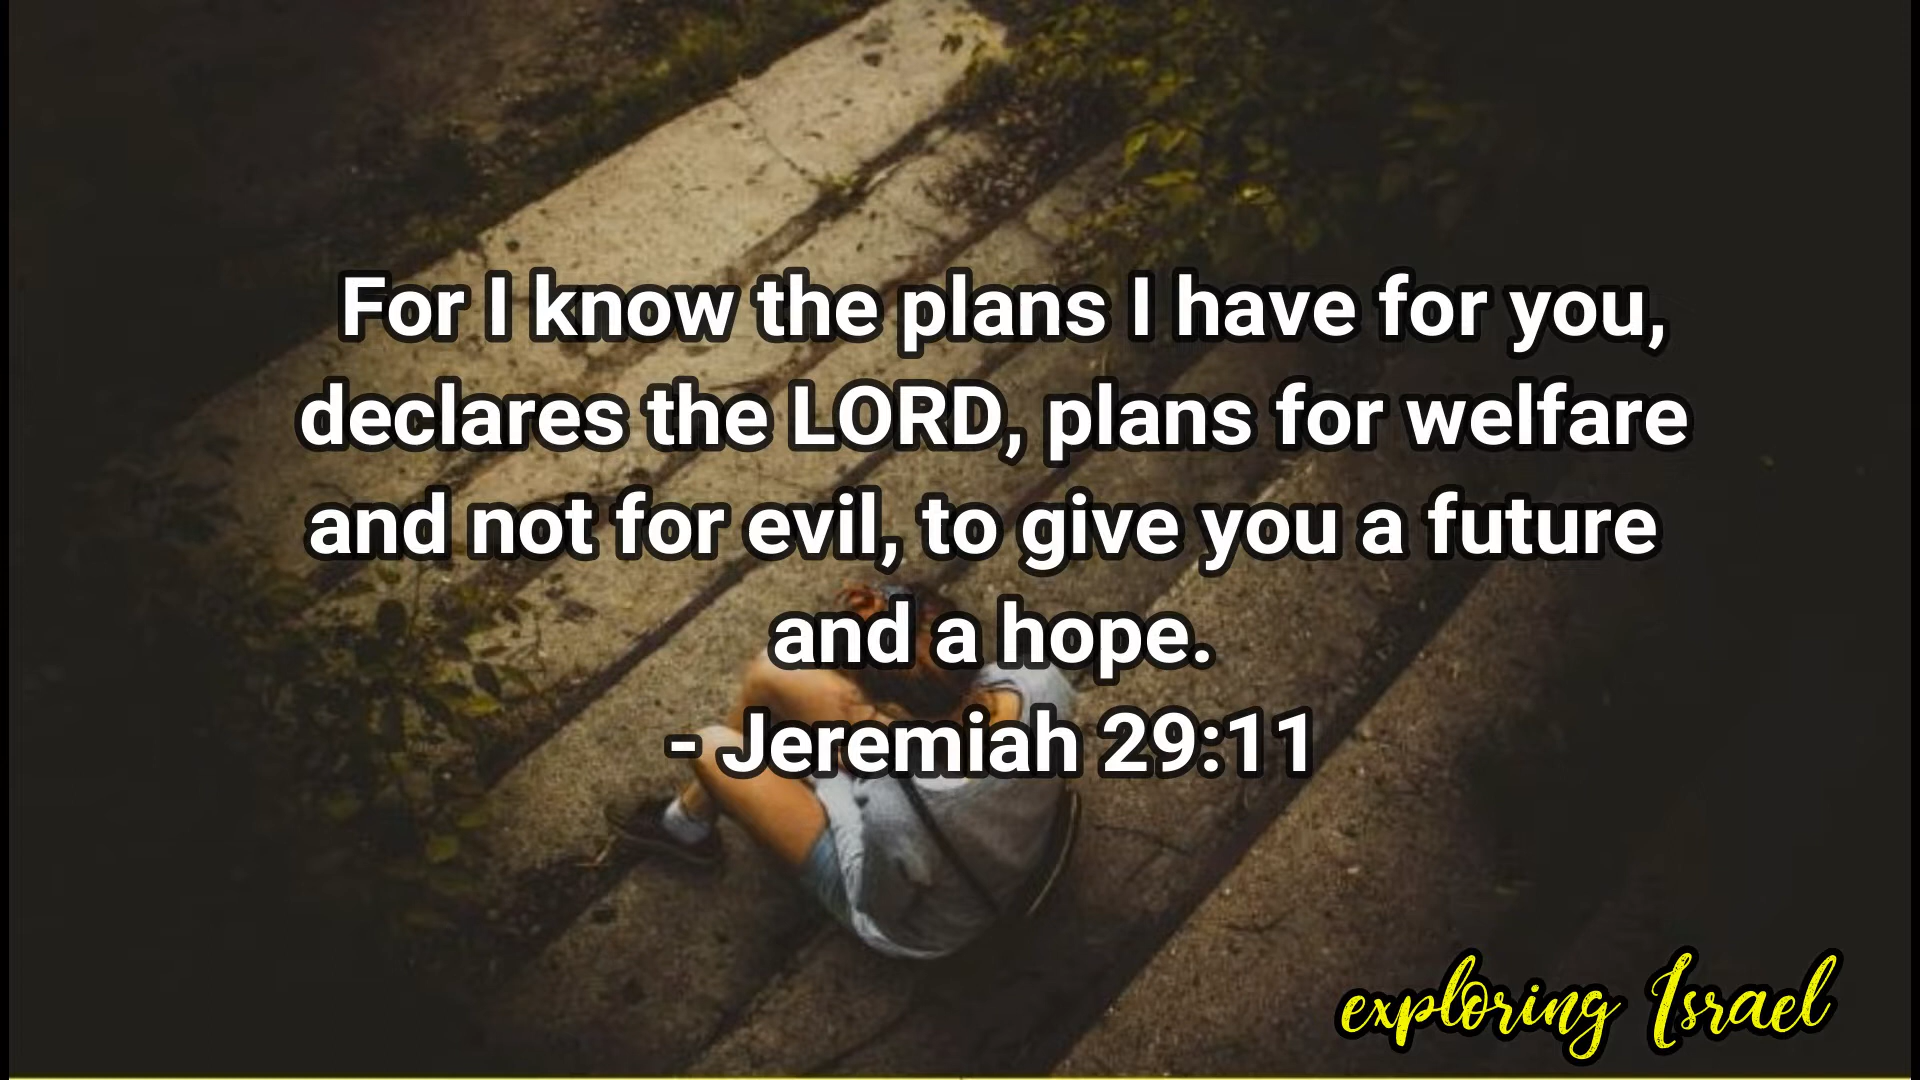 For I know the plans I have for you,
declares the LORD, plans for welfare
and not for evil, to give you a future
and a hope.
- Jeremiah 29:11
exploring Israel